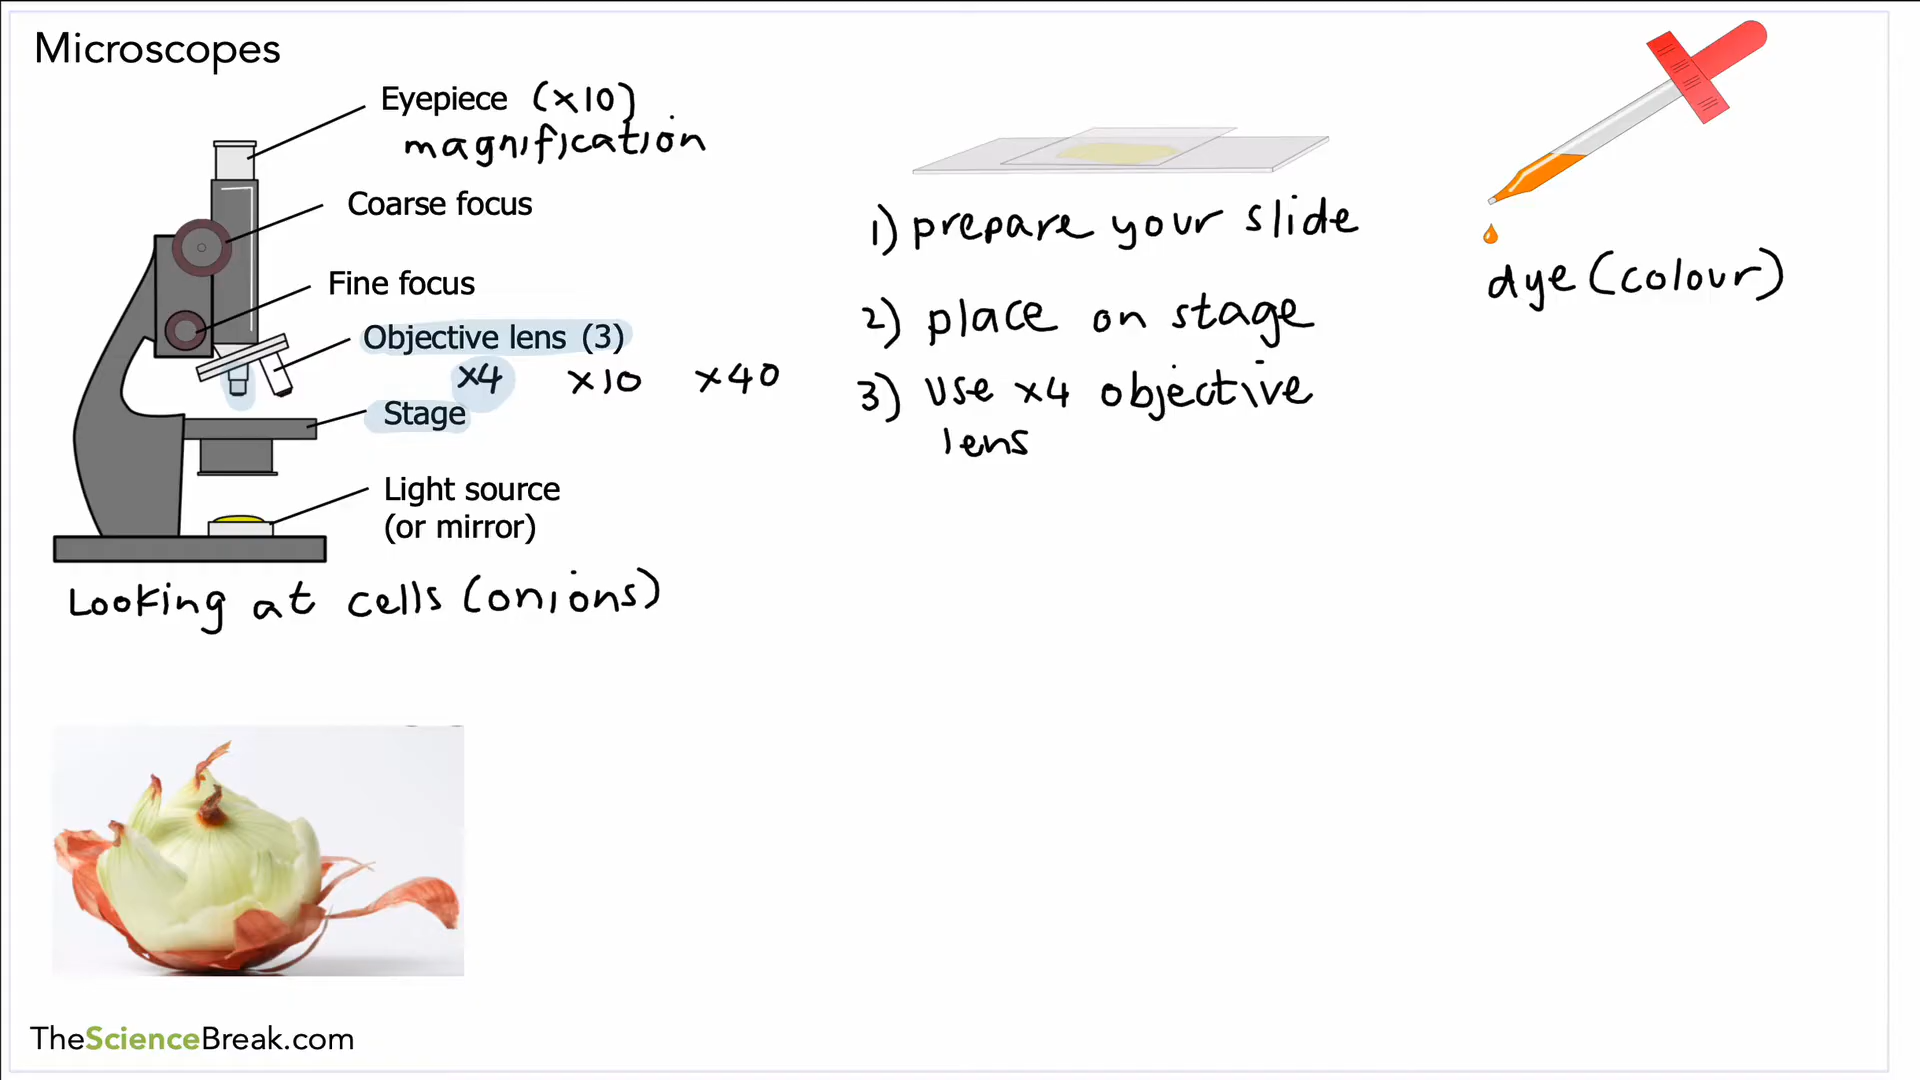 Microscopes
Eyepiece (x10)
magnification
Coarse focus
Fine focus
Objective lens (3)
x4 x10 x40
Stage
Light source
(or mirror)
Looking at cells (onions)
1) prepare your slide
2) place on stage
3) use x4 objective
lens
dye (colour)
TheScienceBreak.com